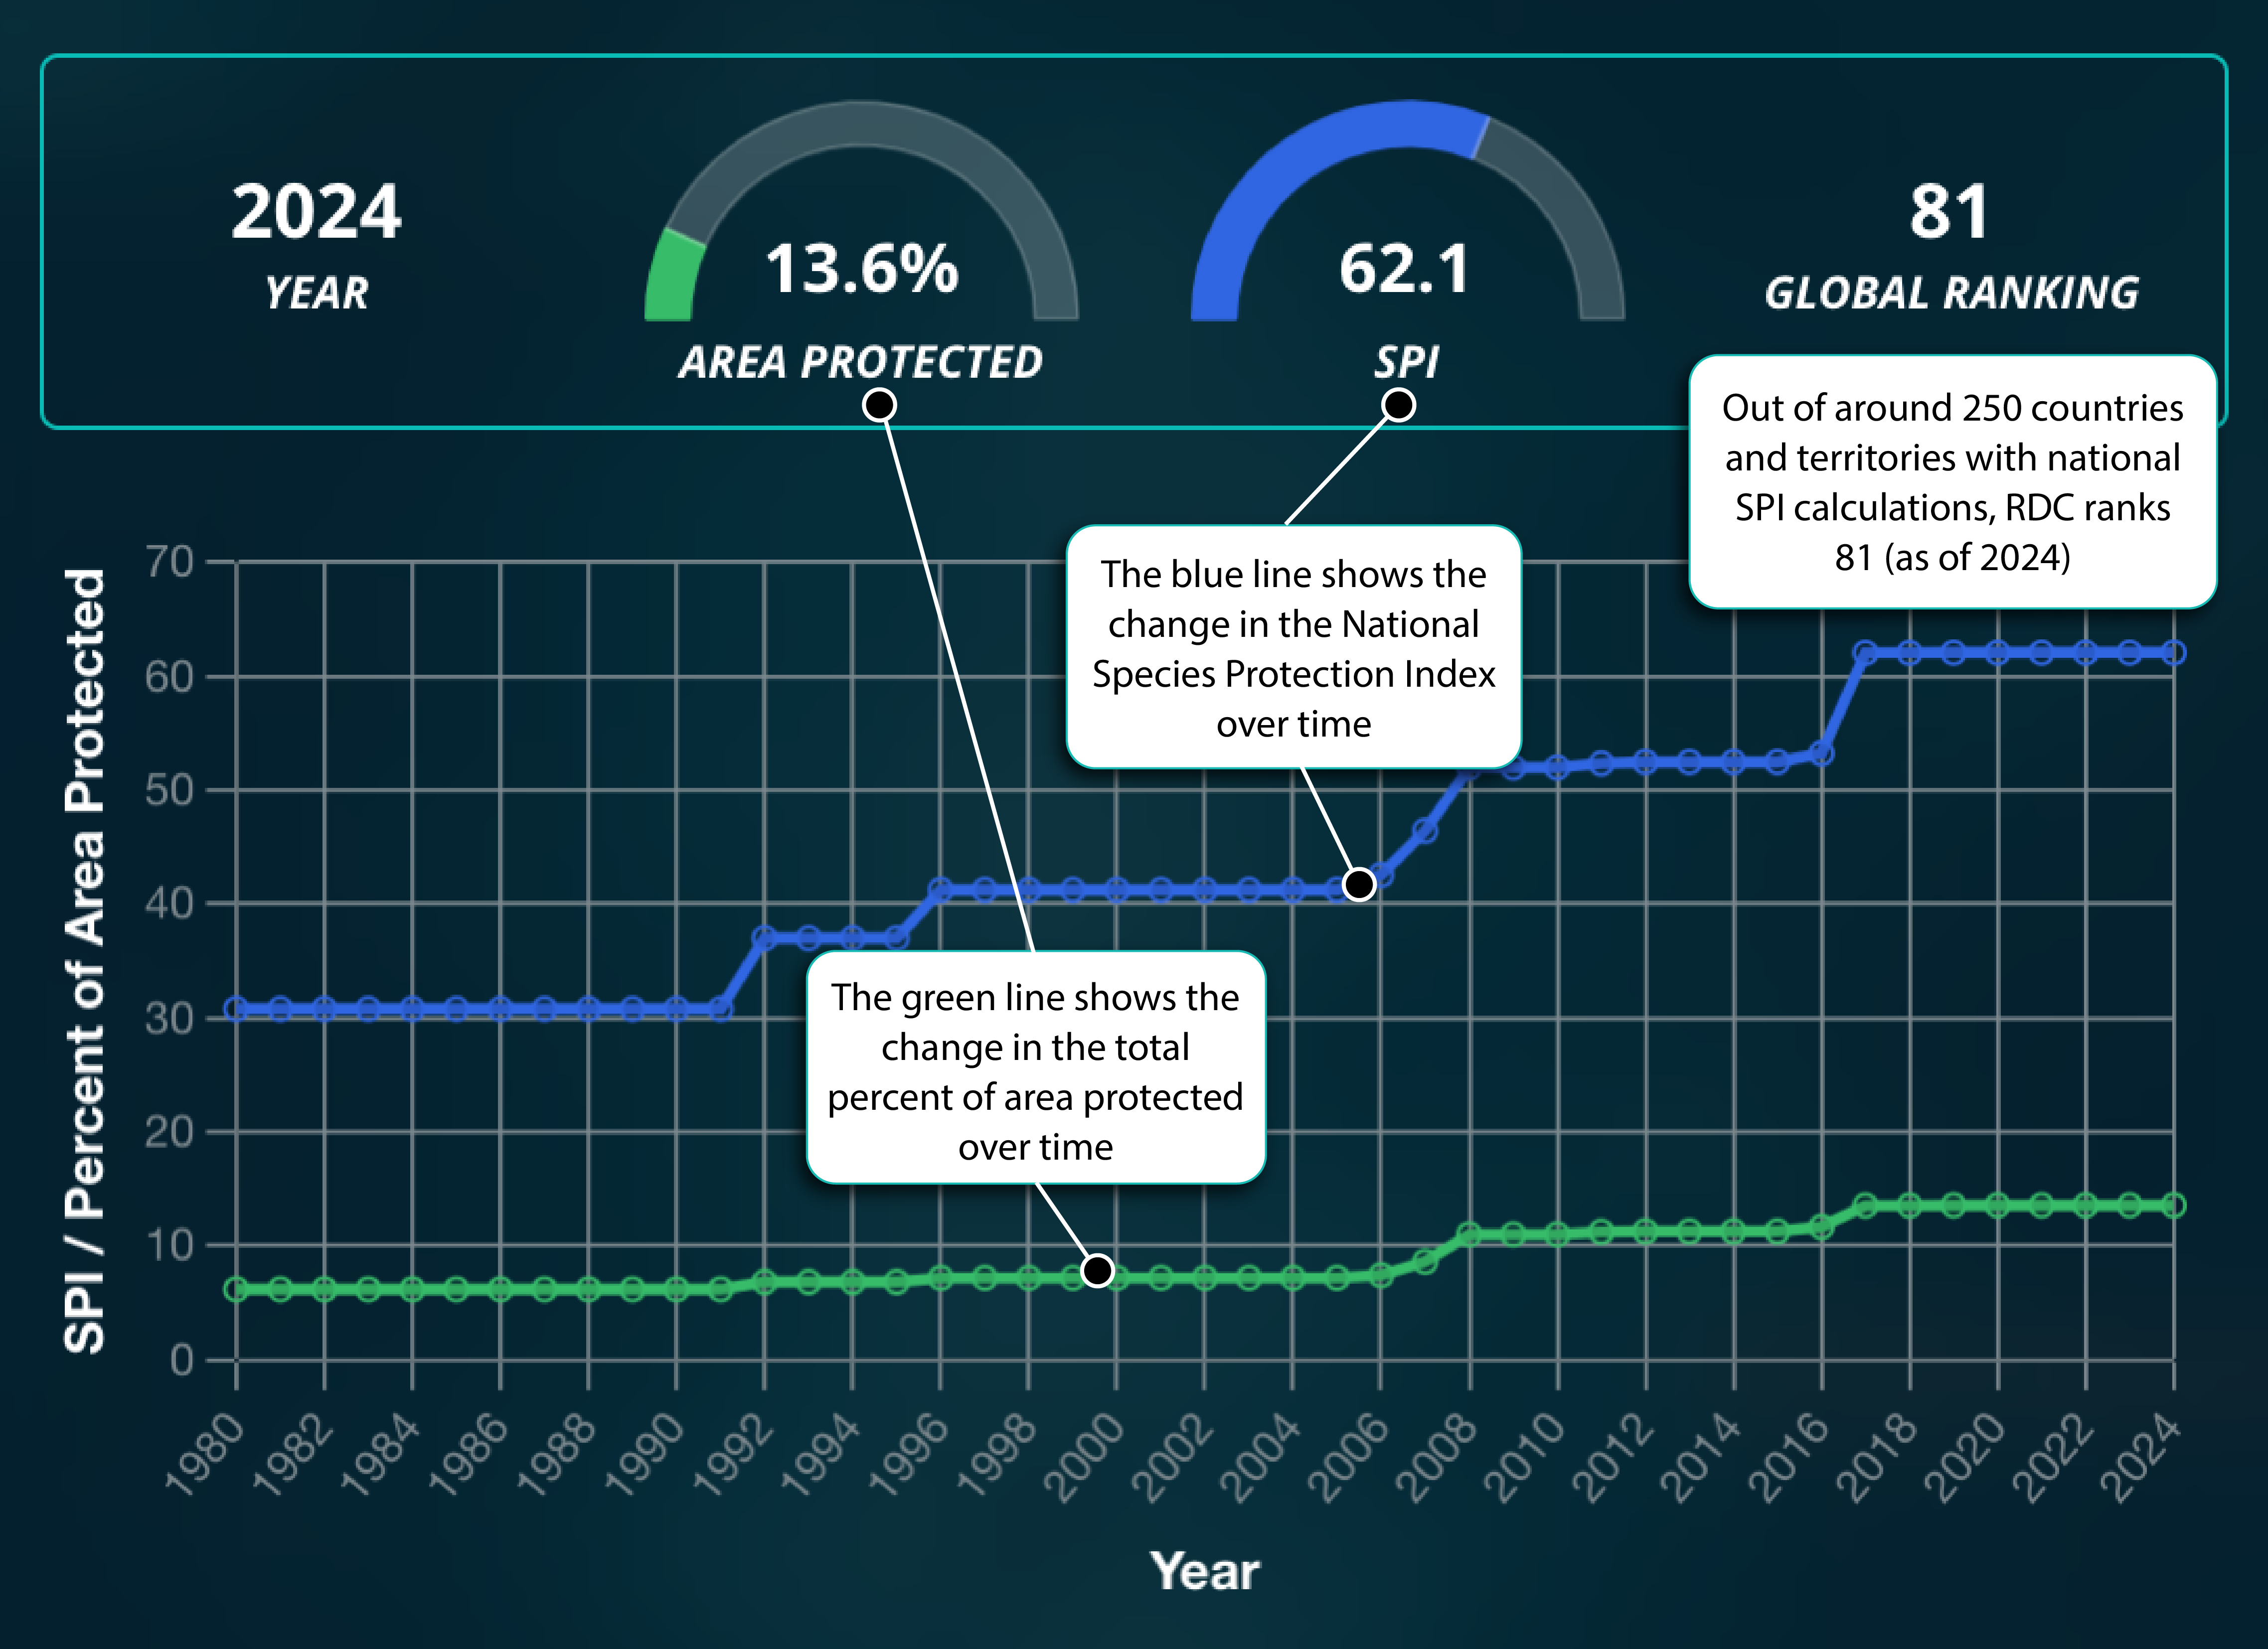 2024
YEAR
13.6%
AREA PROTECTED
62.1
SPI
81
GLOBAL RANKING
Out of around 250 countries
and territories with national
SPI calculations, RDC ranks
81 (as of 2024)
The blue line shows the
change in the National
Species Protection Index
over time
The green line shows the
change in the total
percent of area protected
over time
SPI / Percent of Area Protected
70
60
50
40
30
20
10
0
1980
1982
1984
1986
1988
1990
1992
1994
1996
1998
2000
2002
2004
2006
2008
2010
2012
2014
2016
2018
2020
2022
2024
Year